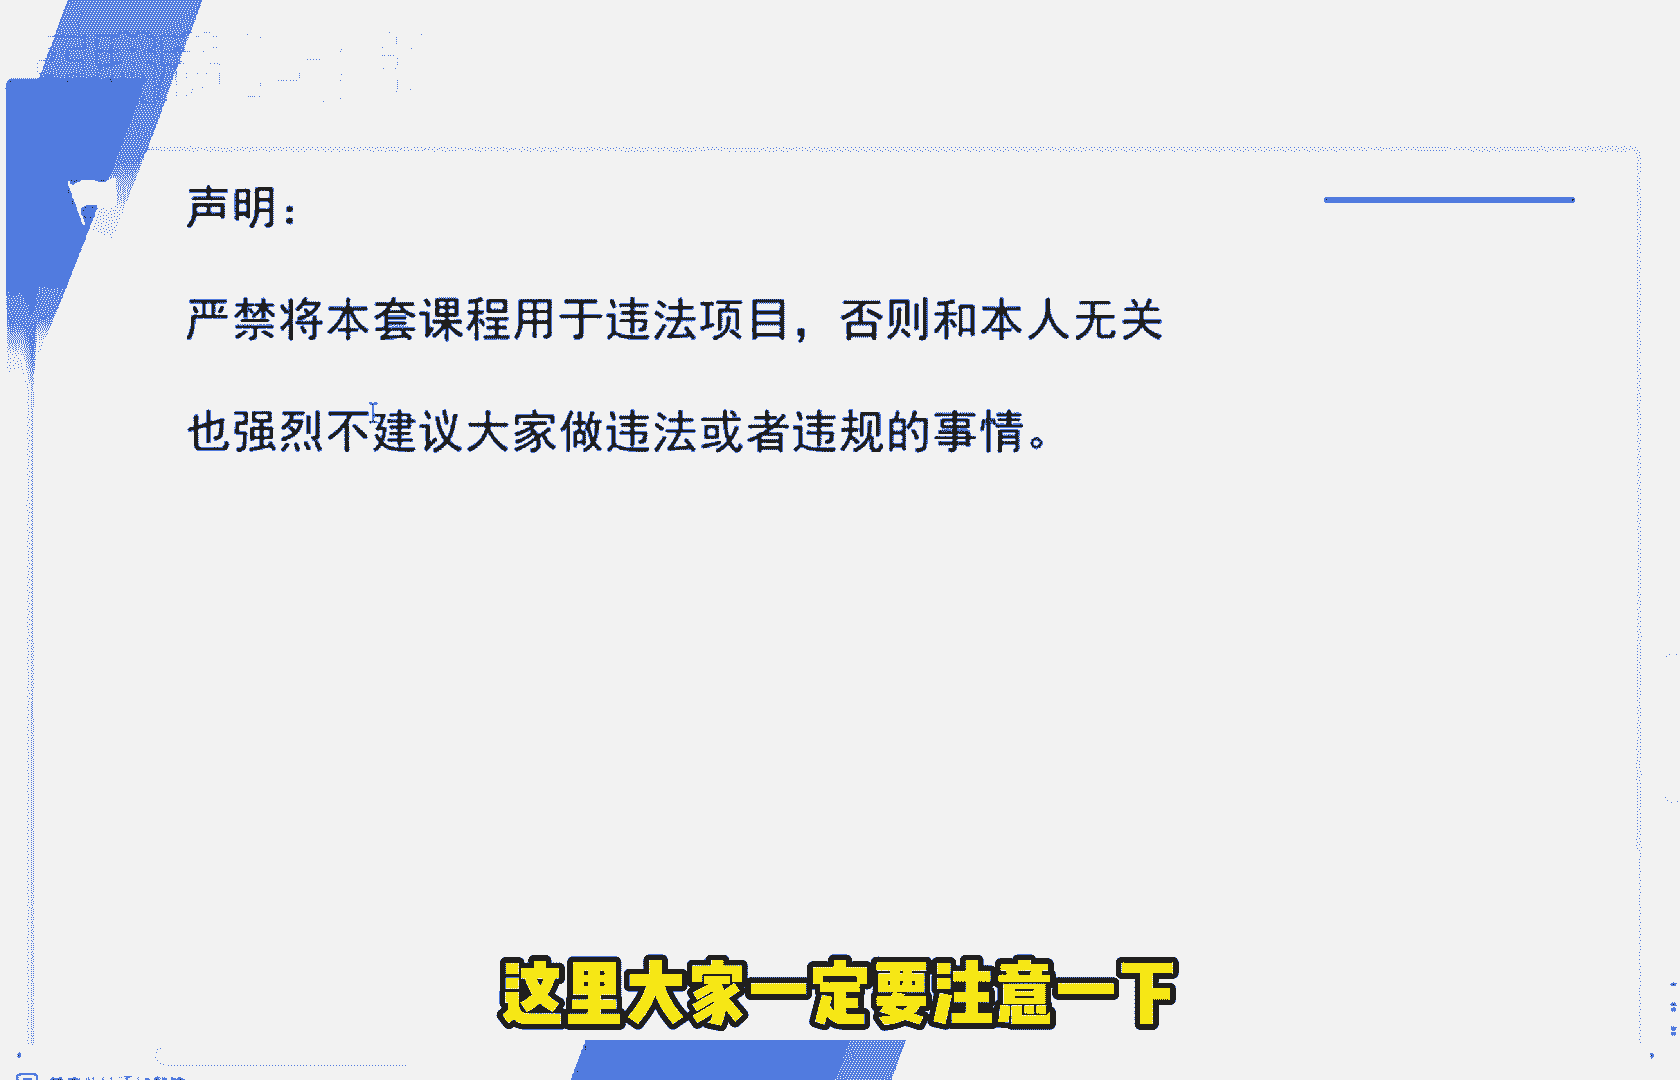 声明：
严禁将本套课程用于违法项目，否则和本人无关
也强烈不建议大家做违法或者违规的事情。
这里大家一定要注意一下